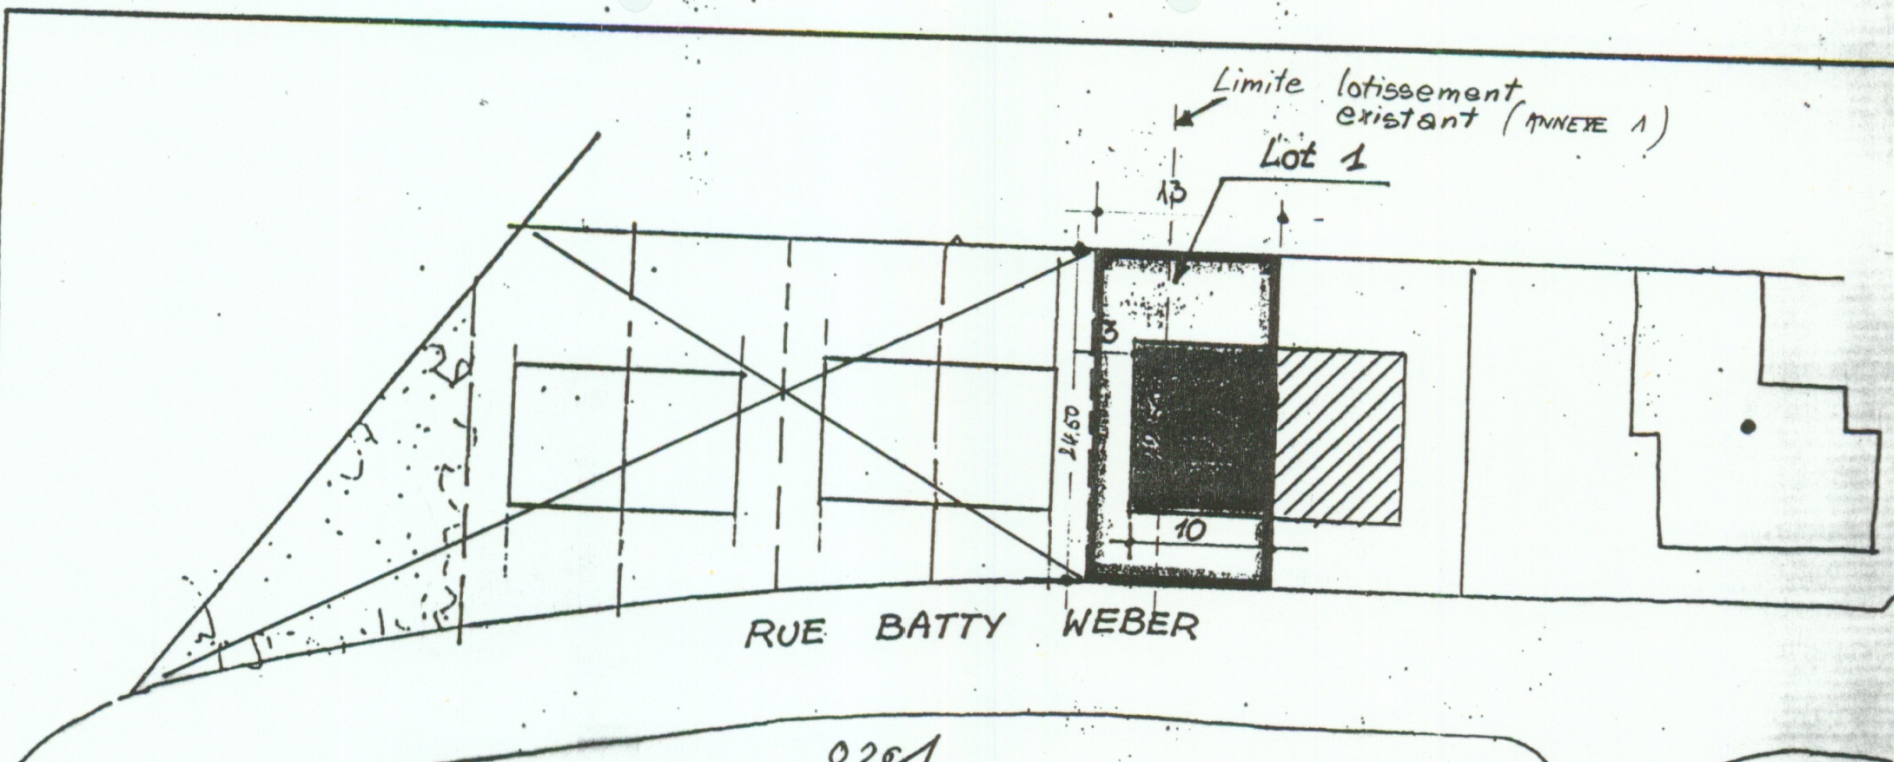 Limite lotissement
existant (ANNEXE 1)
Lot 1
13
3
24.50
10
RUE BATTY WEBER